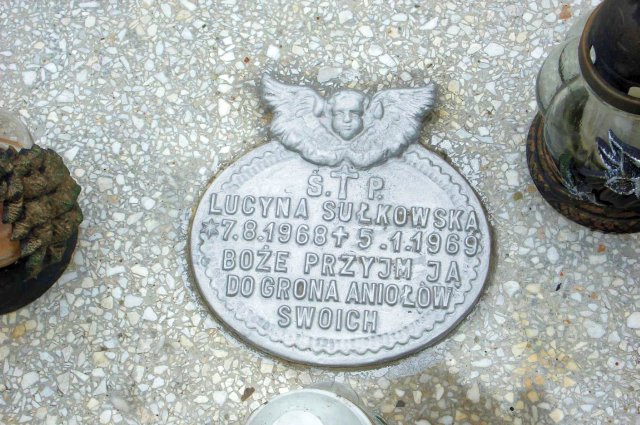 Ś.†P.
LUCYNA SUŁKOWSKA
*7.8.1968 + 5.1.1969
BOŻE PRZYJM JĄ
DO GRONA ANIOŁÓW
SWOICH